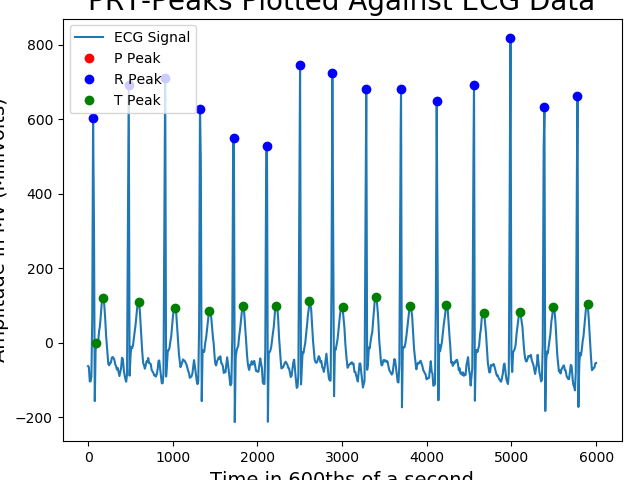 PRT-Peaks Plotted Against ECG Data
ECG Signal
P Peak
R Peak
T Peak
800
600
400
200
0
−200
Amplitude in MV (Millivolts)
0
1000
2000
3000
4000
5000
6000
Time in 600ths of a second